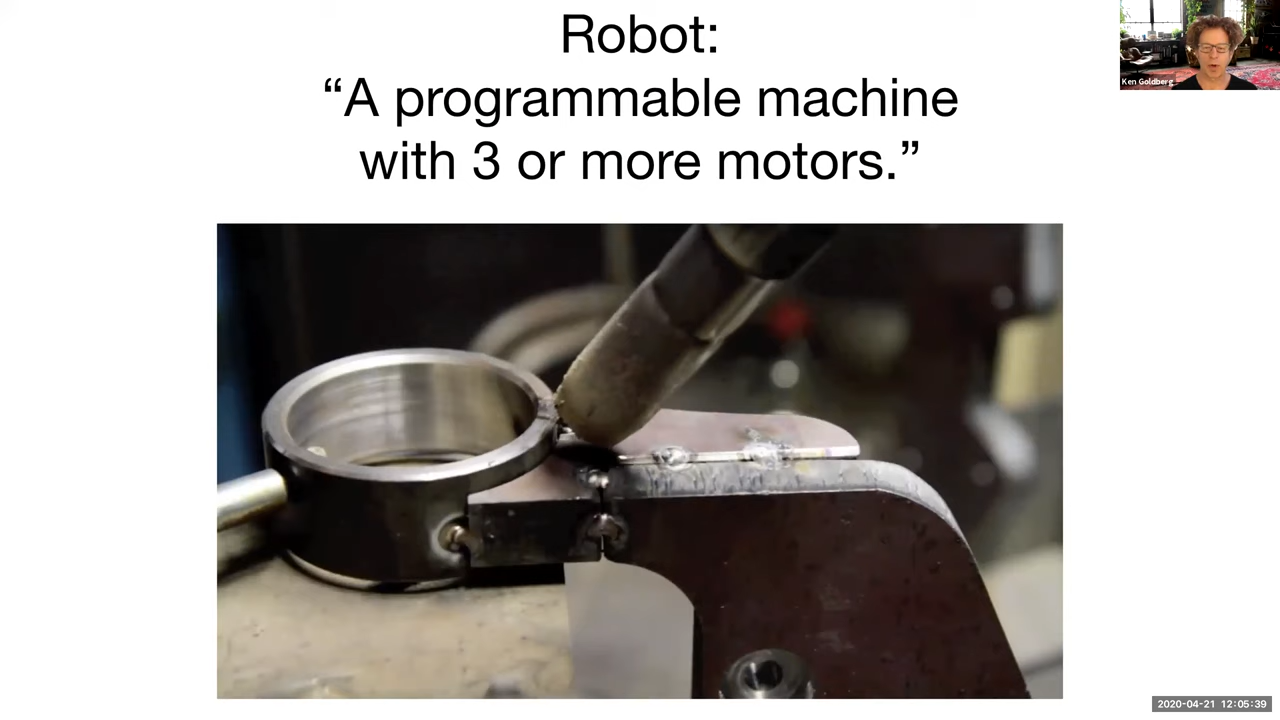 Robot:
“A programmable machine
with 3 or more motors.”
Ken Goldberg
2020-04-21 12:05:39